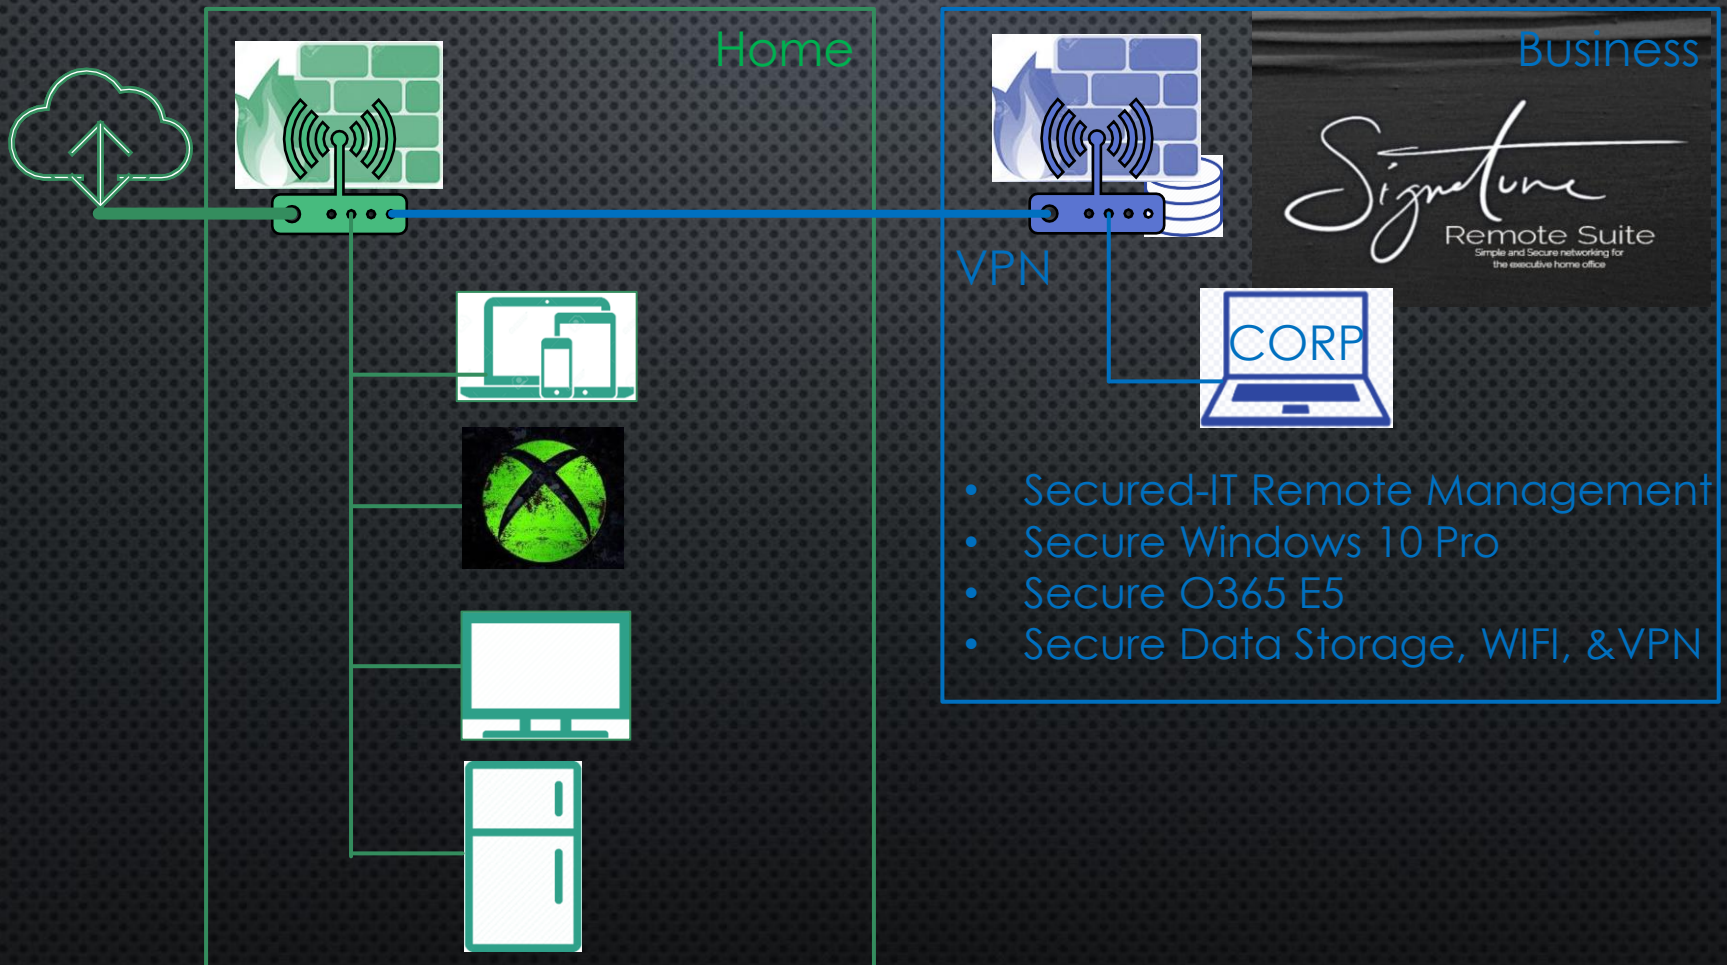 Home
Business
Signature
Remote Suite
Simple and Secure networking for
the executive home office
VPN
CORP
• Secured-IT Remote Management
• Secure Windows 10 Pro
• Secure O365 E5
• Secure Data Storage, WIFI, &VPN